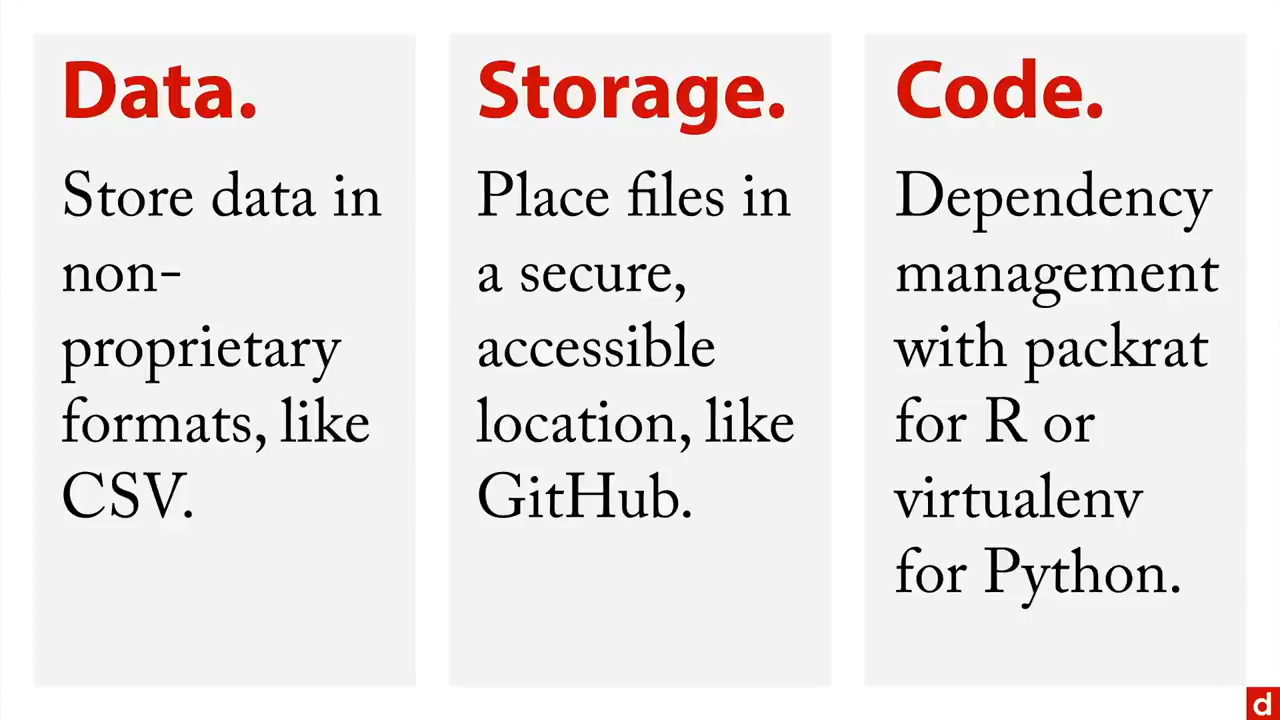 Data.
Store data in
non-
proprietary
formats, like
CSV.
Storage.
Place files in
a secure,
accessible
location, like
GitHub.
Code.
Dependency
management
with packrat
for R or
virtualenv
for Python.
d